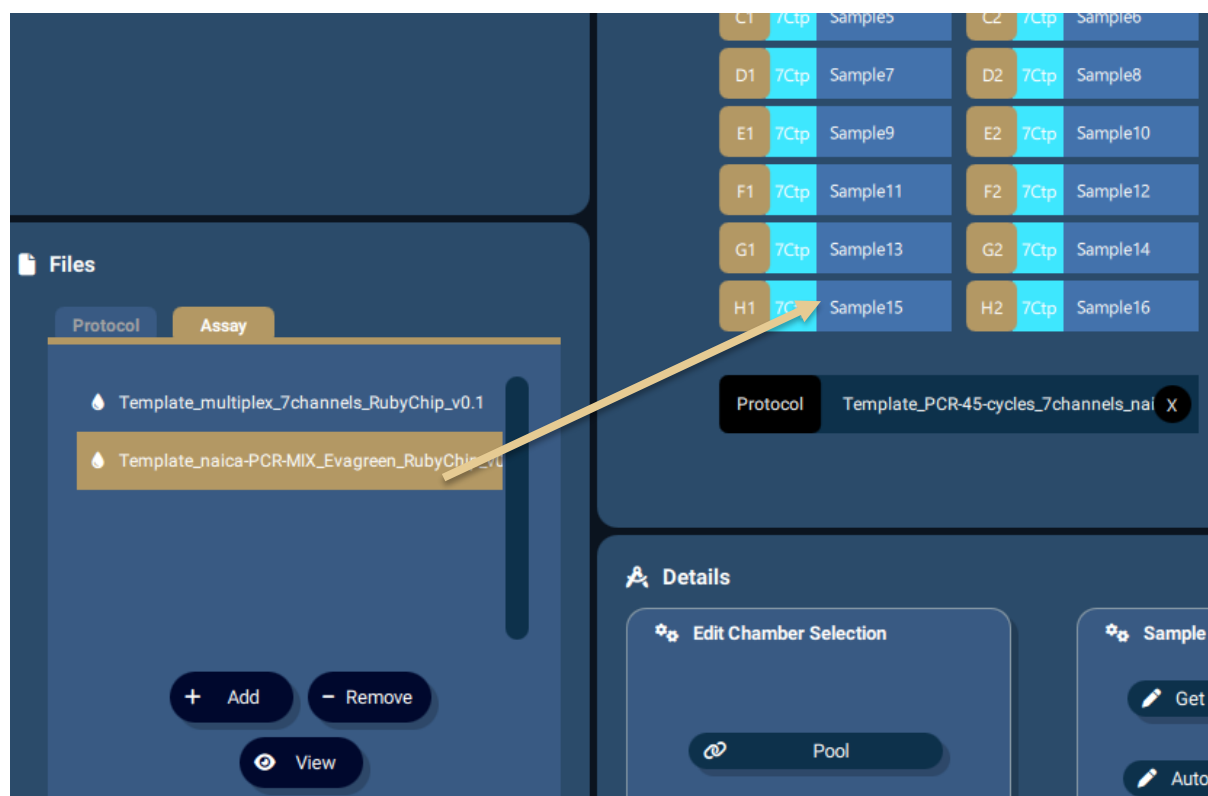 C1 7Ctp Sample5 C2 7Ctp Sample6
D1 7Ctp Sample7 D2 7Ctp Sample8
E1 7Ctp Sample9 E2 7Ctp Sample10
F1 7Ctp Sample11 F2 7Ctp Sample12
G1 7Ctp Sample13 G2 7Ctp Sample14
H1 Sample15 H2 7Ctp Sample16
Protocol Template_PCR-45-cycles_7channels_nai X
Files
Protocol Assay
Template_multiplex_7channels_RubyChip_v0.1
Template_naica-PCR-MIX_Evagreen_RubyChip_v0
+ Add - Remove
View
Details
Edit Chamber Selection
Pool
Sample
Get
Auto